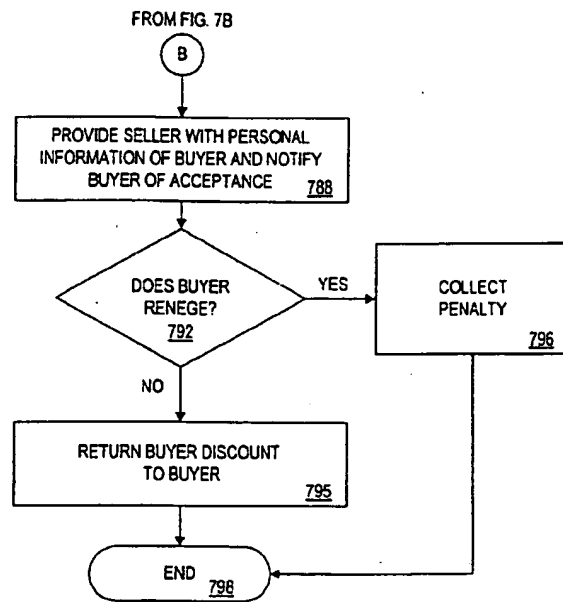 FROM FIG. 7B
B
PROVIDE SELLER WITH PERSONAL
INFORMATION OF BUYER AND NOTIFY
BUYER OF ACCEPTANCE
788
DOES BUYER
RENEGE?
792
YES
COLLECT
PENALTY
796
NO
RETURN BUYER DISCOUNT
TO BUYER
795
END
798